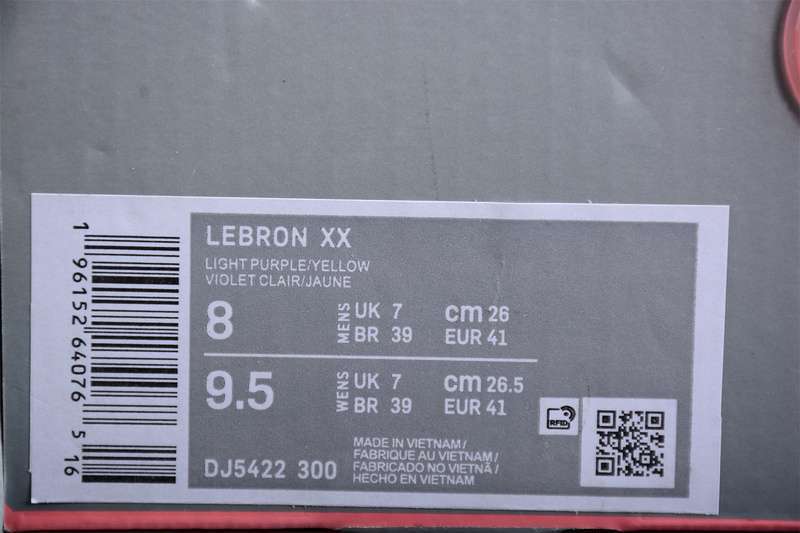 LEBRON XX
LIGHT PURPLE/YELLOW
VIOLET CLAIR/JAUNE
8 MENS UK 7 cm 26
BR 39 EUR 41
9.5 WENS UK 7 cm 26.5
BR 39 EUR 41
RFID
DJ5422 300
MADE IN VIETNAM/
FABRIQUE AU VIETNAM/
FABRICADO NO VIETNÃ/
HECHO EN VIETNAM
1 96152 64076 5 16